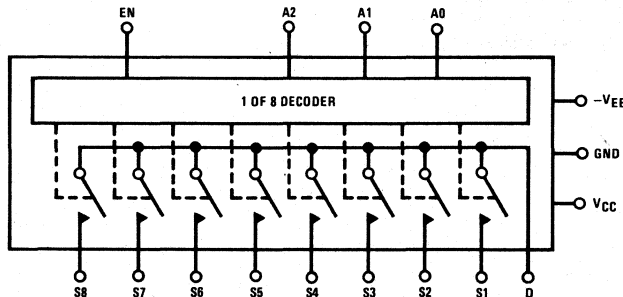 EN A2 A1 A0
1 OF 8 DECODER
-VEE
GND
VCC
S8 S7 S6 S5 S4 S3 S2 S1 D